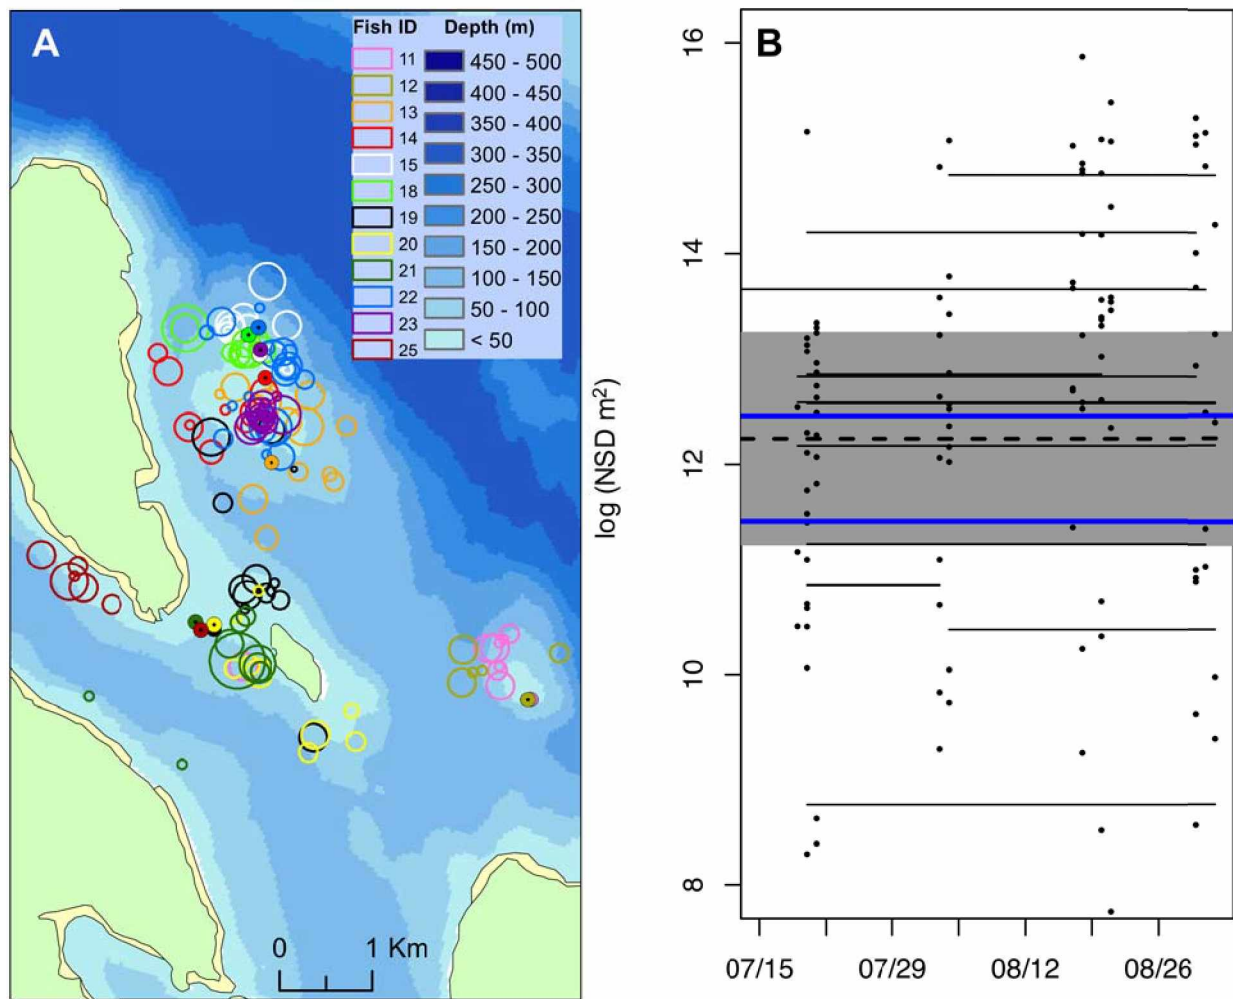 A
Fish ID Depth (m)
11 450 - 500
12 400 - 450
13 350 - 400
14 300 - 350
15 250 - 300
18 200 - 250
19 150 - 200
20 100 - 150
21 50 - 100
22 < 50
23
25
0 1 Km
B
log (NSD m²)
16
14
12
10
8
07/15 07/29 08/12 08/26